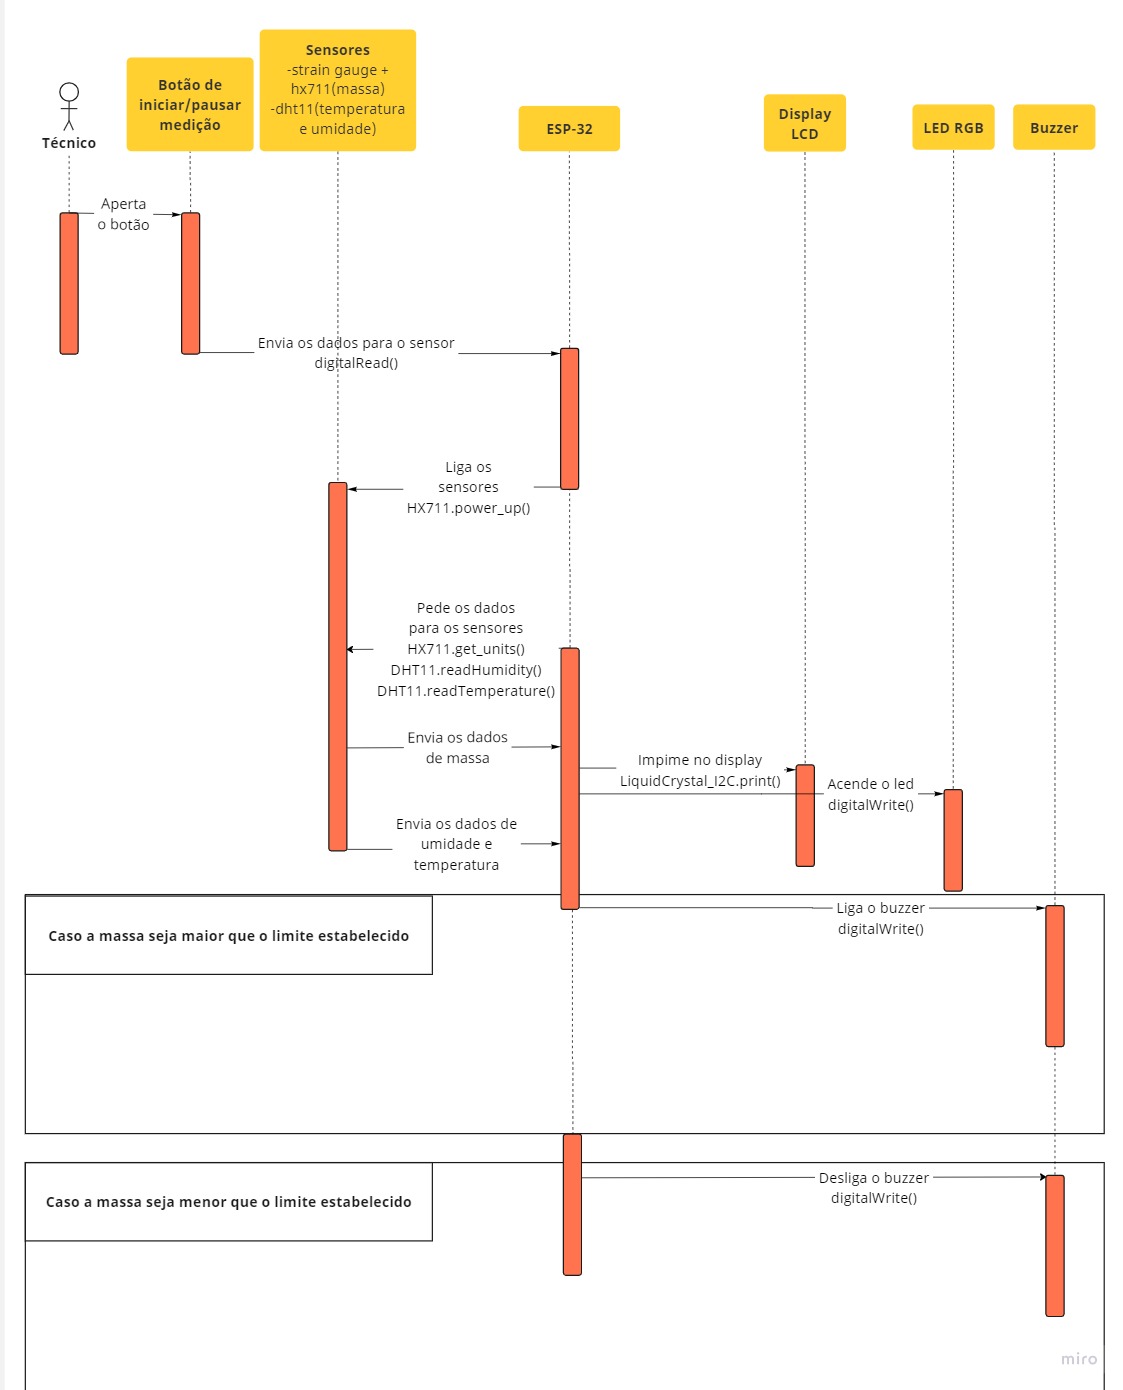 Técnico
Botão de
iniciar/pausar
medição
Sensores
-strain gauge +
hx711(massa)
-dht11(temperatura
e umidade)
ESP-32
Display
LCD
LED RGB
Buzzer
Aperta
o botão
Envia os dados para o sensor
digitalRead()
Liga os
sensores
HX711.power_up()
Pede os dados
para os sensores
HX711.get_units()
DHT11.readHumidity()
DHT11.readTemperature()
Envia os dados
de massa
Impime no display
LiquidCrystal_I2C.print()
Acende o led
digitalWrite()
Envia os dados de
umidade e
temperatura
Caso a massa seja maior que o limite estabelecido
Liga o buzzer
digitalWrite()
Caso a massa seja menor que o limite estabelecido
Desliga o buzzer
digitalWrite()
miro